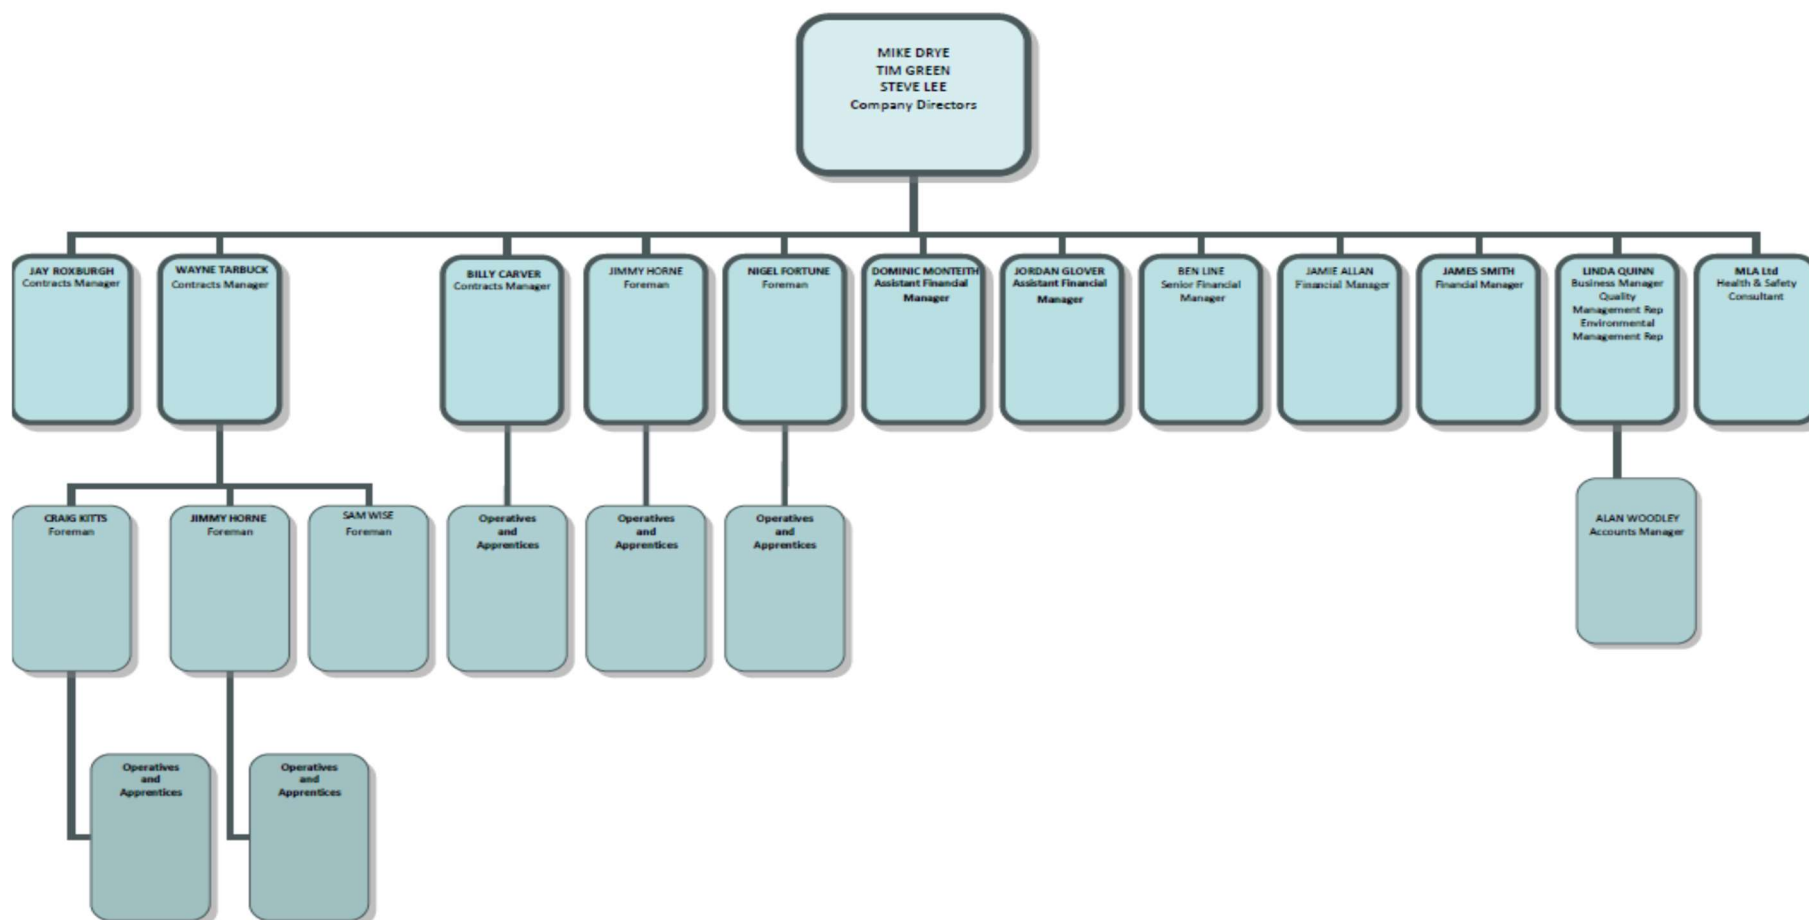 MIKE DRYE
TIM GREEN
STEVE LEE
Company Directors
JAY ROXBURGH
Contracts Manager
WAYNE TARBUCK
Contracts Manager
BILLY CARVER
Contracts Manager
JIMMY HORNE
Foreman
NIGEL FORTUNE
Foreman
DOMINIC MONTEITH
Assistant Financial
Manager
JORDAN GLOVER
Assistant Financial
Manager
BEN LINE
Senior Financial
Manager
JAMIE ALLAN
Financial Manager
JAMES SMITH
Financial Manager
LINDA QUINN
Business Manager
Quality
Management Rep
Environmental
Management Rep
MLA Ltd
Health & Safety
Consultant
CRAIG KITTS
Foreman
JIMMY HORNE
Foreman
SAM WISE
Foreman
Operatives
and
Apprentices
Operatives
and
Apprentices
Operatives
and
Apprentices
ALAN WOODLEY
Accounts Manager
Operatives
and
Apprentices
Operatives
and
Apprentices